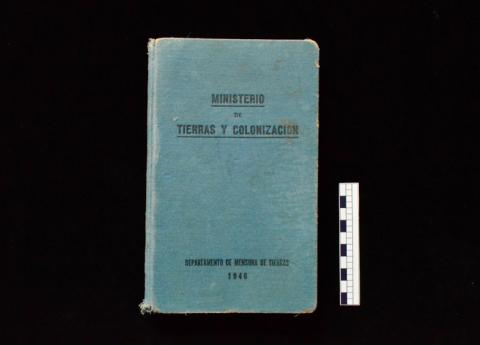 MINISTERIO
DE
TIERRAS Y COLONIZACION
DEPARTAMENTO DE MENSURA DE TIERRAS
1946